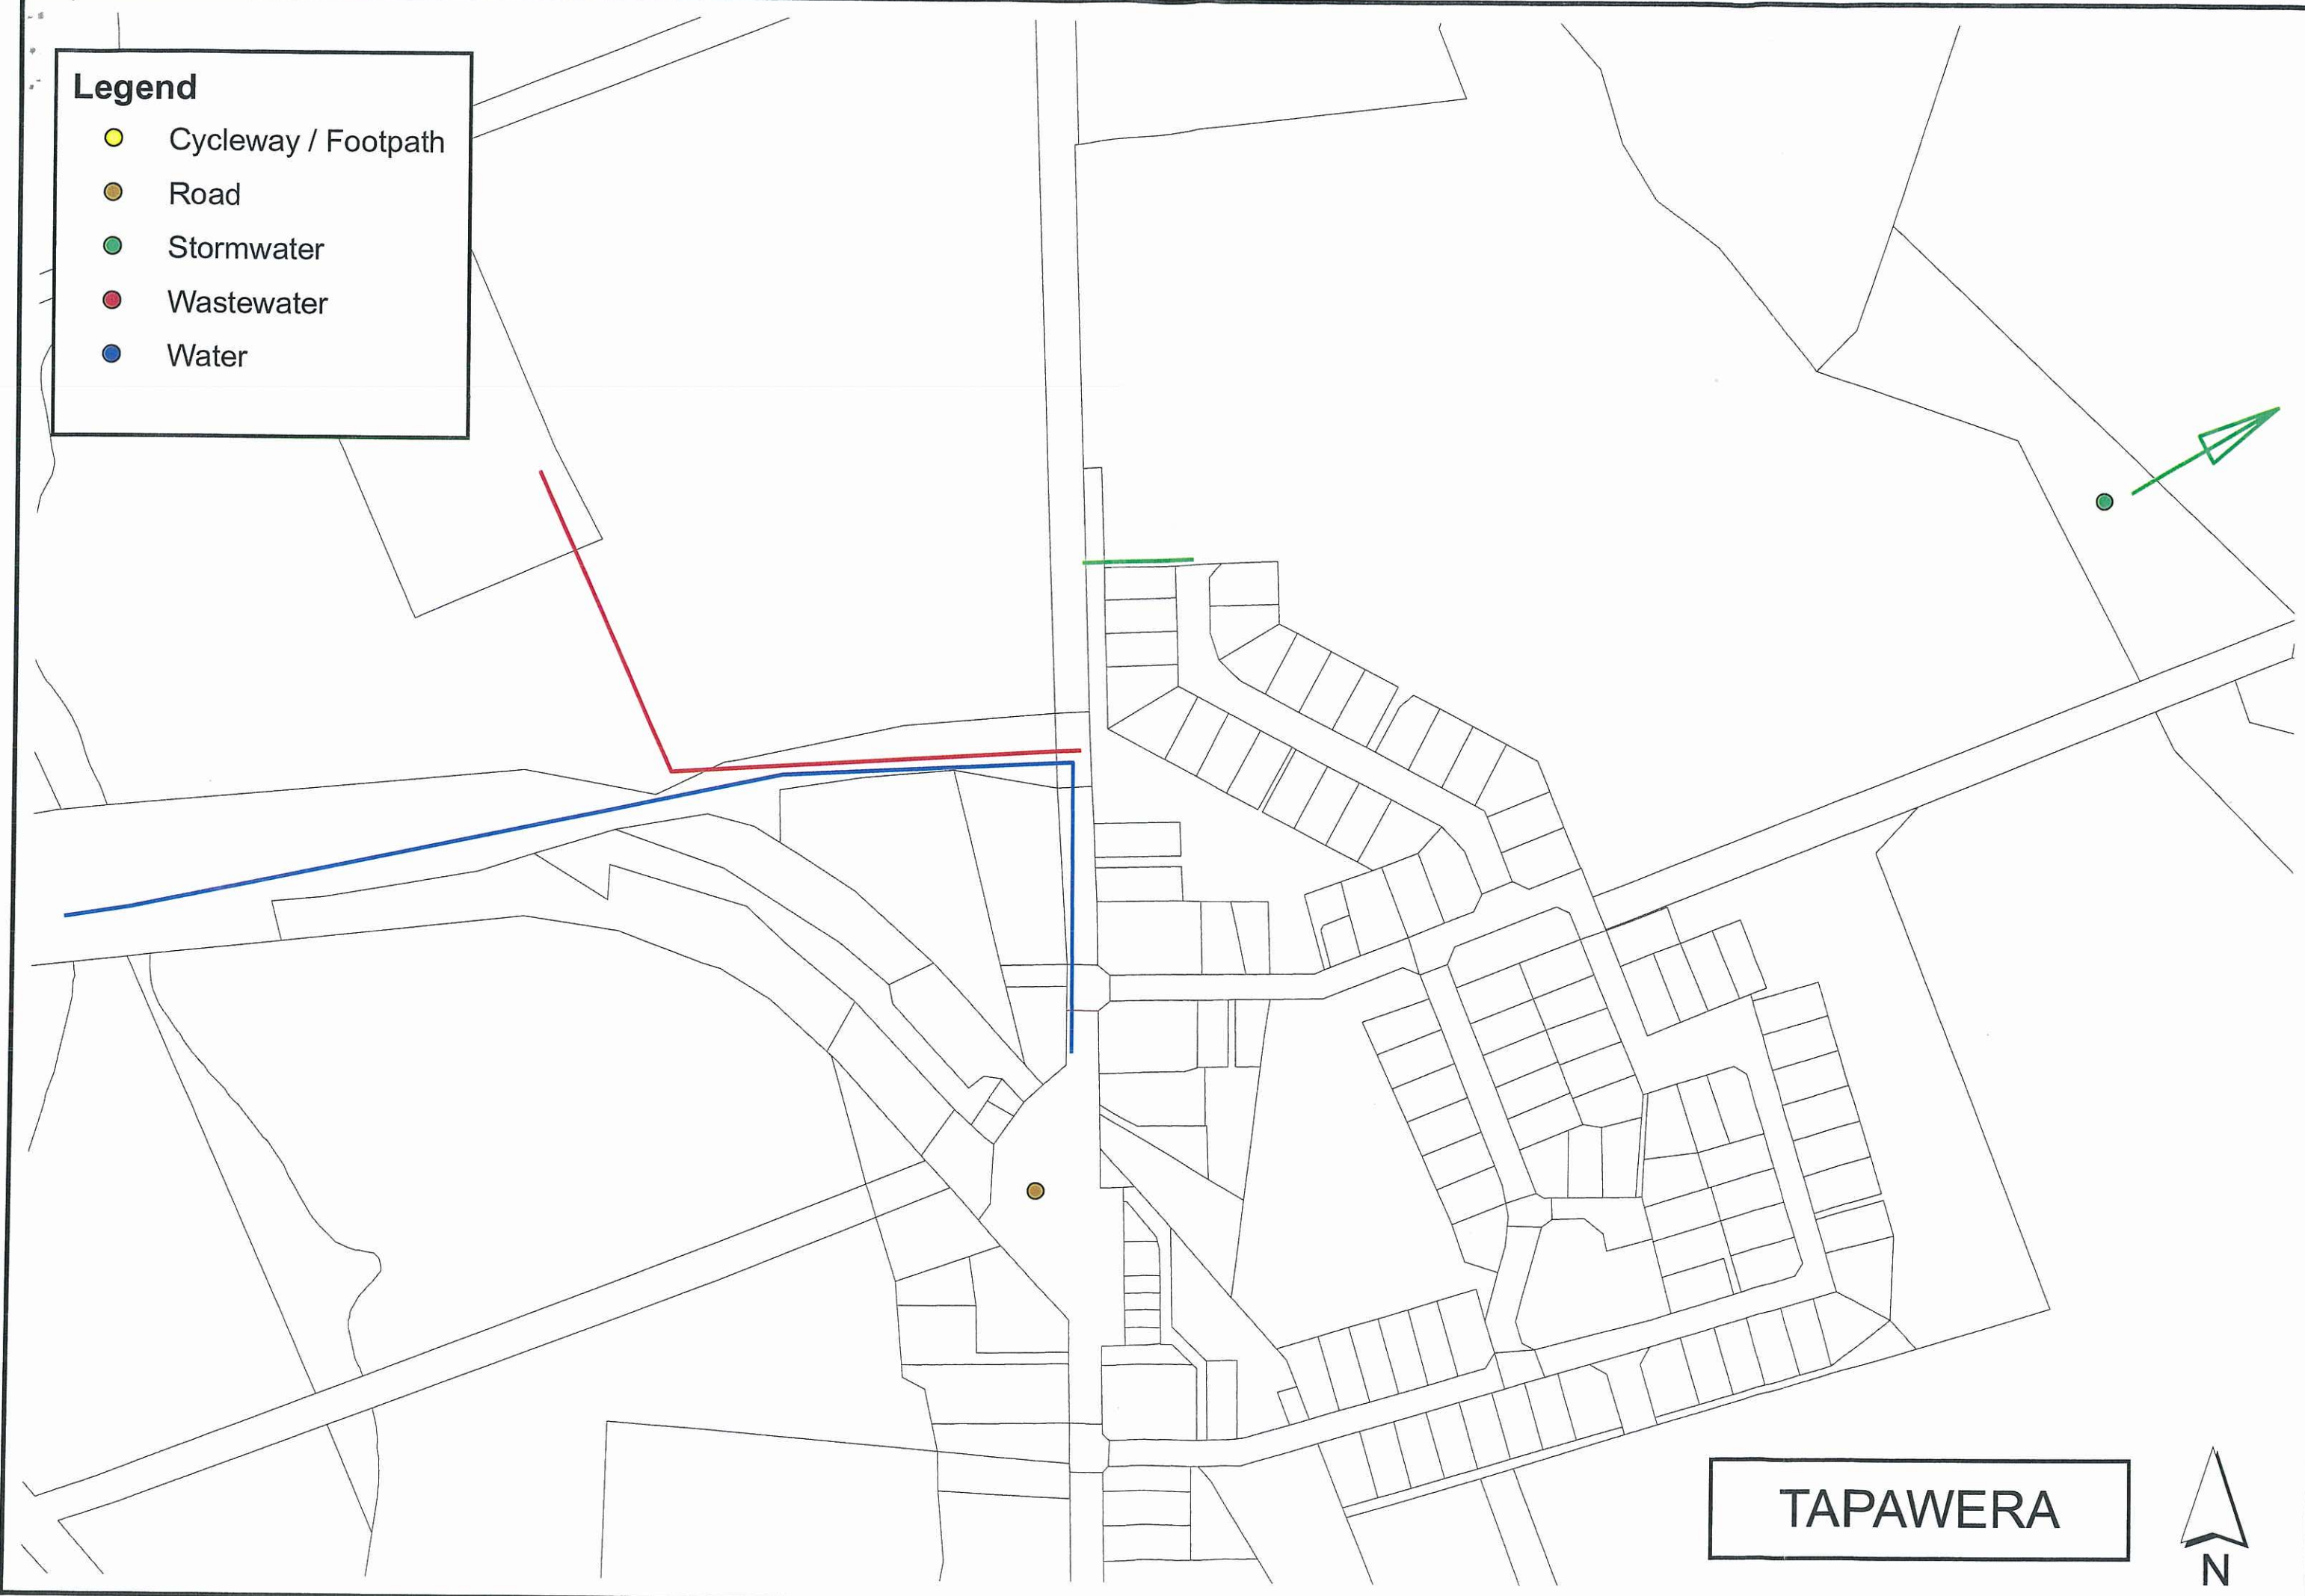 Legend
Cycleway / Footpath
Road
Stormwater
Wastewater
Water
TAPAWERA
N